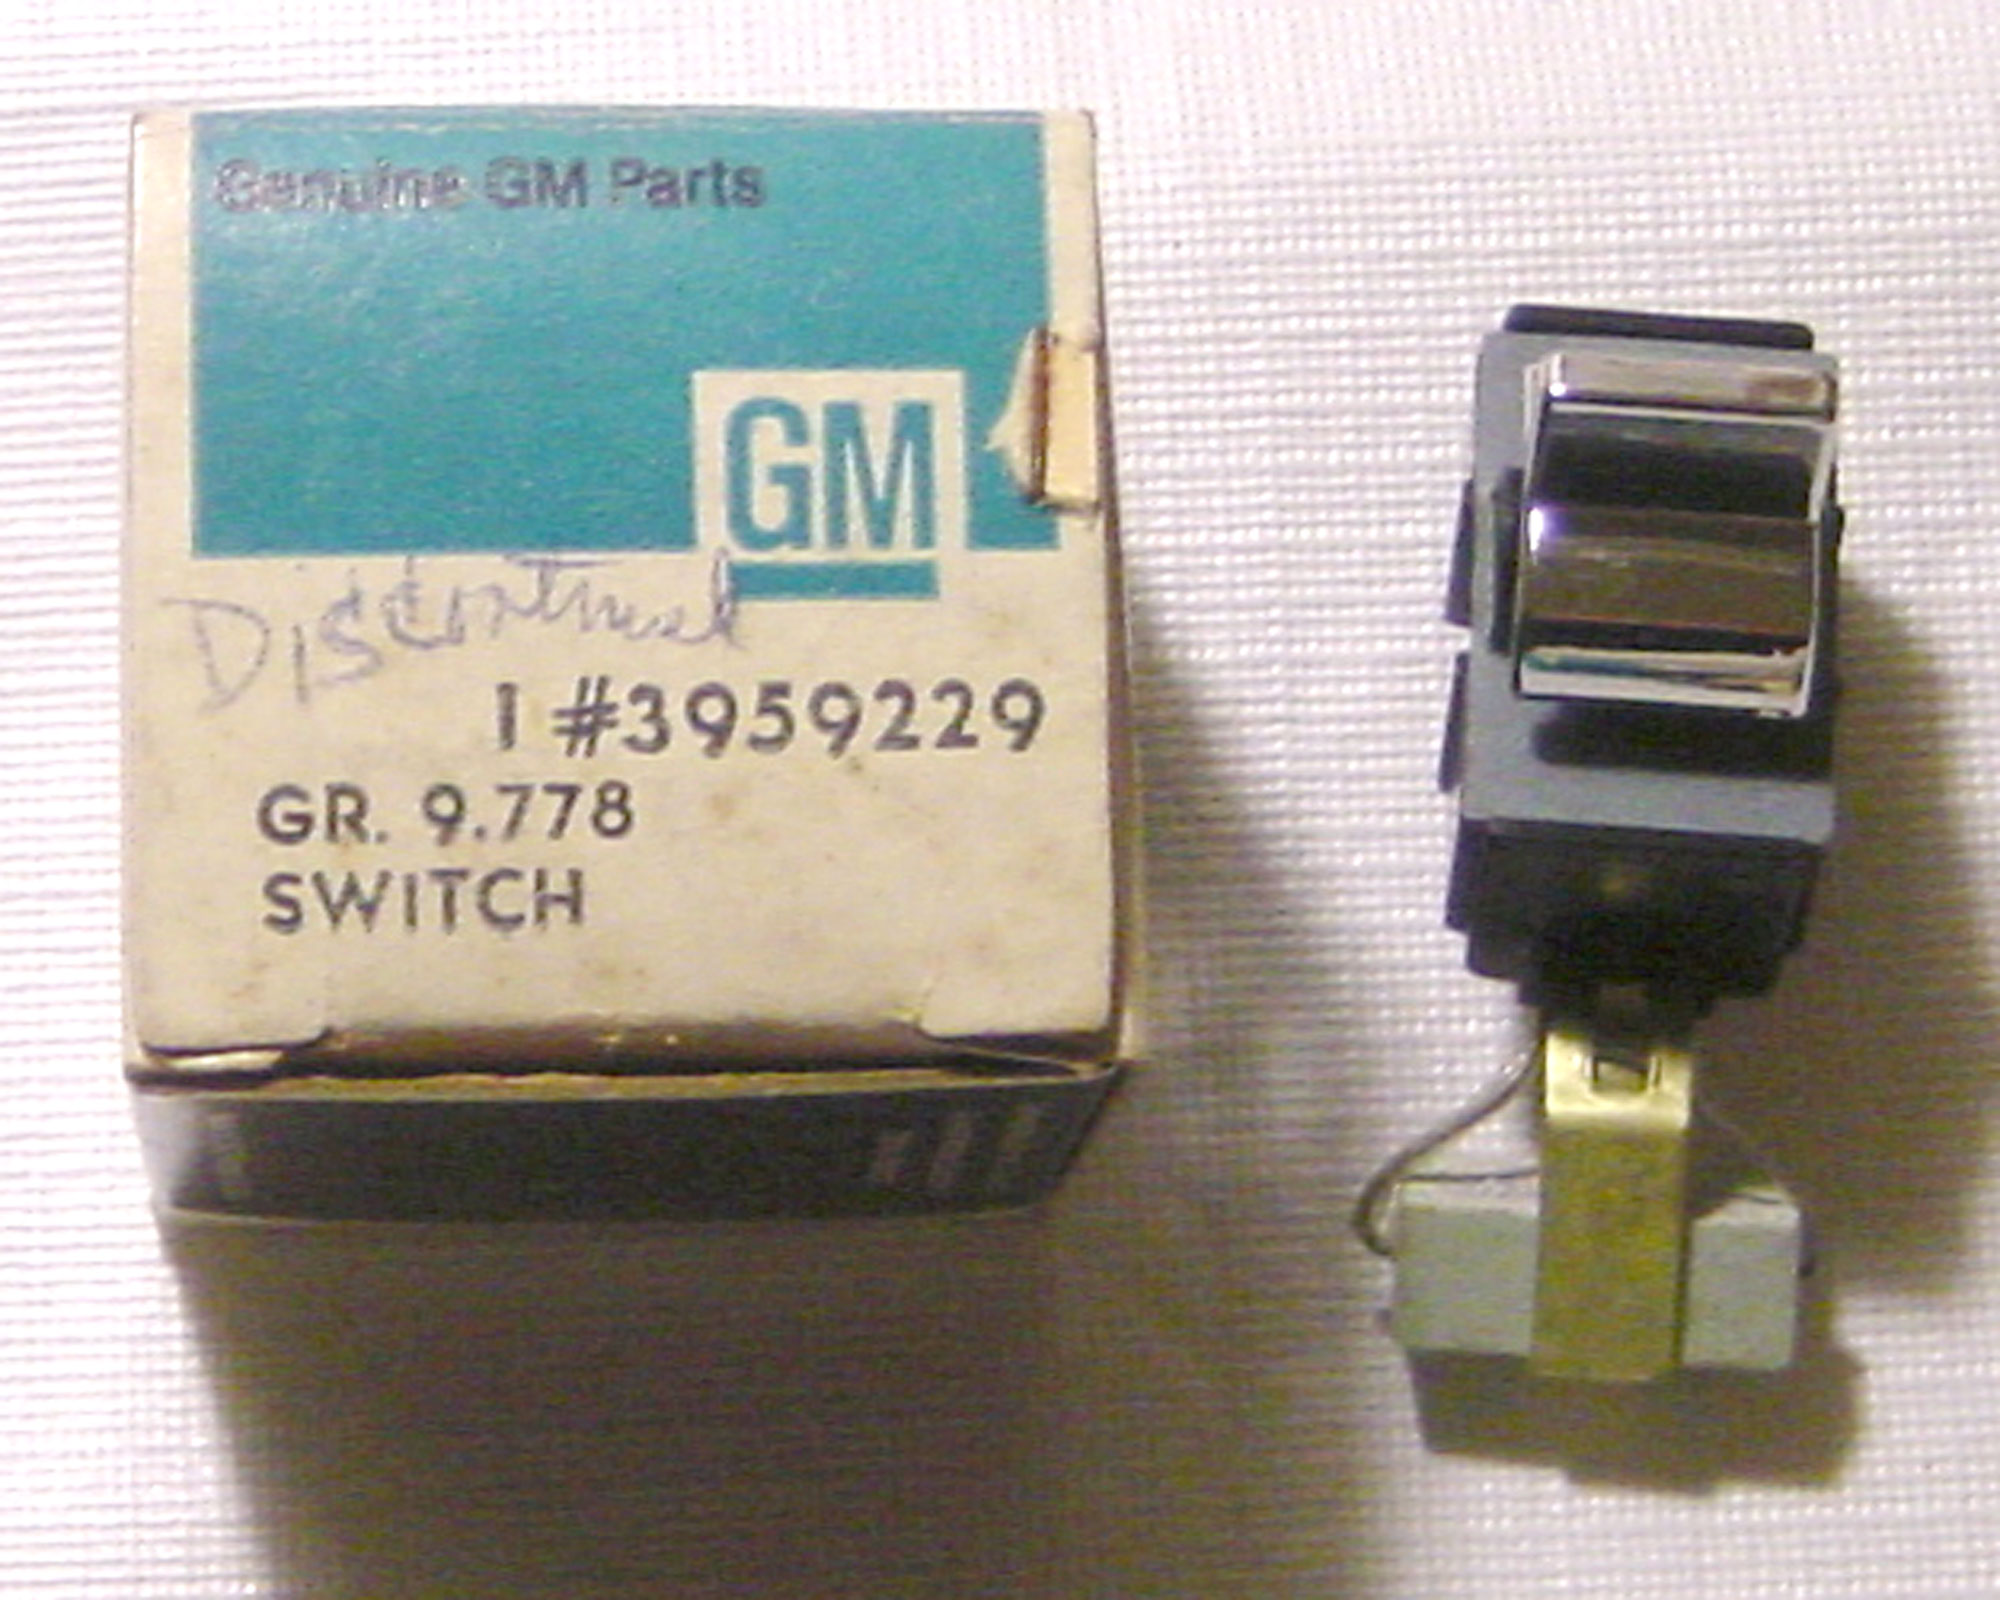 Genuine GM Parts
GM
Discontinued
1 #3959229
GR. 9.778
SWITCH